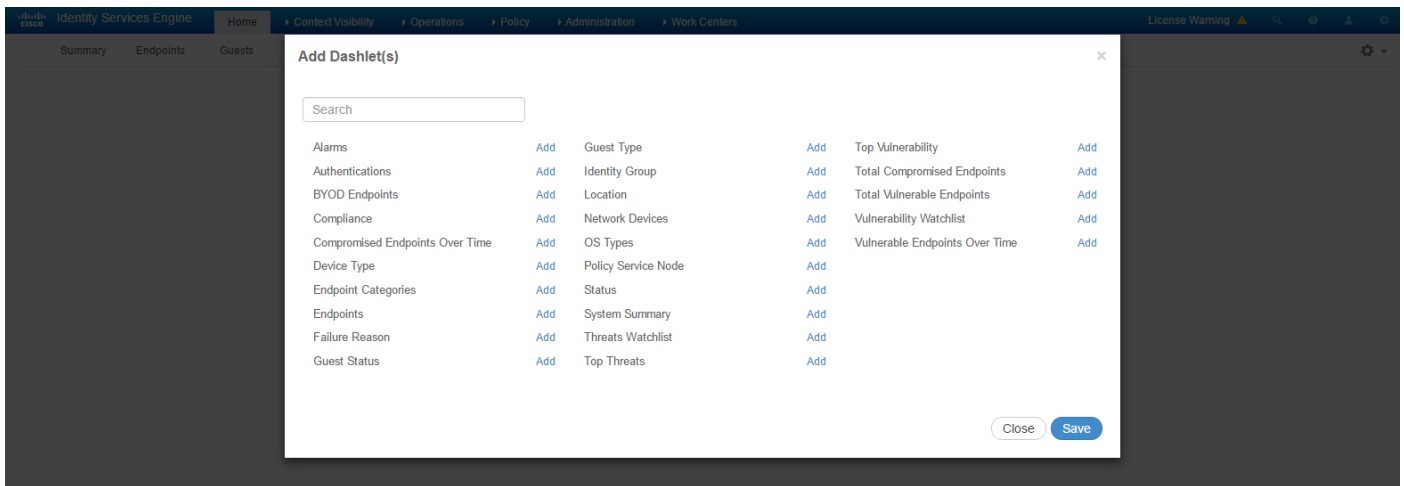 cisco Identity Services Engine Home Context Visibility Operations Policy Administration Work Centers License Warning
Summary Endpoints Guests
Add Dashlet(s) ×
Search
Alarms Add Guest Type Add Top Vulnerability Add
Authentications Add Identity Group Add Total Compromised Endpoints Add
BYOD Endpoints Add Location Add Total Vulnerable Endpoints Add
Compliance Add Network Devices Add Vulnerability Watchlist Add
Compromised Endpoints Over Time Add OS Types Add Vulnerable Endpoints Over Time Add
Device Type Add Policy Service Node Add
Endpoint Categories Add Status Add
Endpoints Add System Summary Add
Failure Reason Add Threats Watchlist Add
Guest Status Add Top Threats Add
Close Save